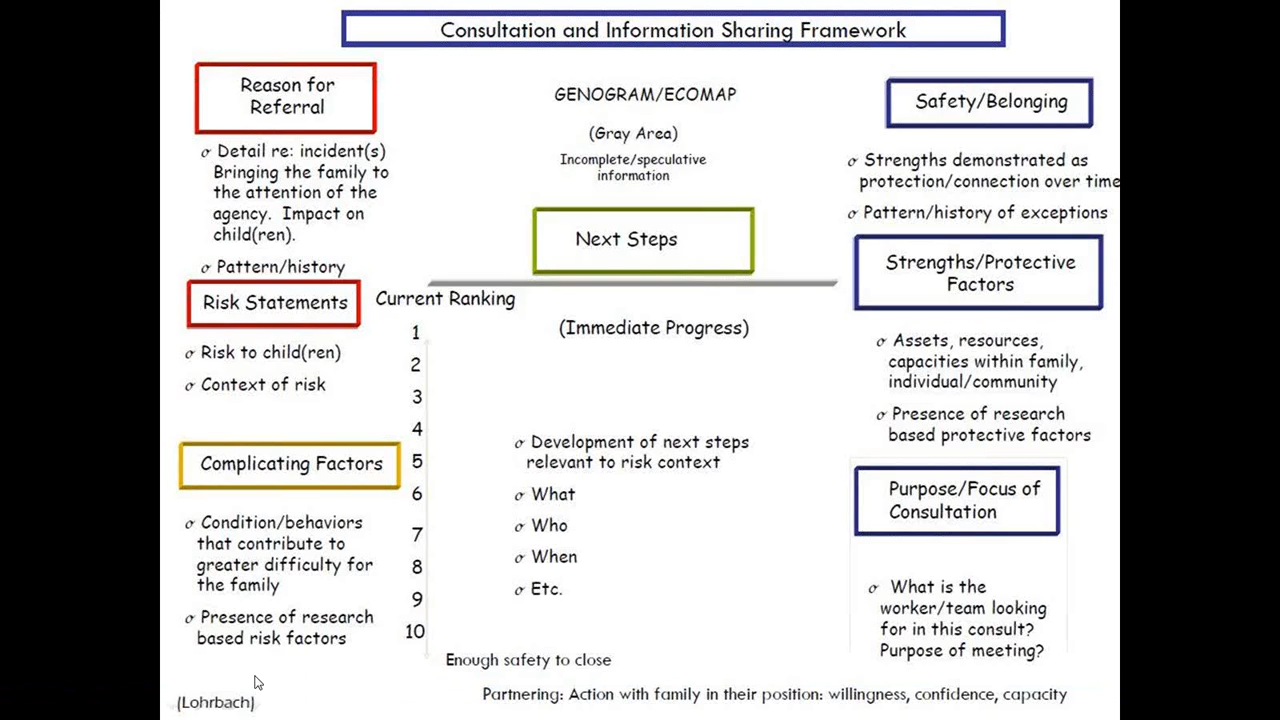 Consultation and Information Sharing Framework
Reason for
Referral
σ Detail re: incident(s)
Bringing the family to
the attention of the
agency. Impact on
child(ren).
σ Pattern/history
Risk Statements
σ Risk to child(ren)
σ Context of risk
Complicating Factors
σ Condition/behaviors
that contribute to
greater difficulty for
the family
σ Presence of research
based risk factors
(Lohrbach)
GENOGRAM/ECOMAP
(Gray Area)
Incomplete/speculative
information
Next Steps
Current Ranking
1
2
3
4
5
6
7
8
9
10
(Immediate Progress)
σ Development of next steps
relevant to risk context
σ What
σ Who
σ When
σ Etc.
Enough safety to close
Safety/Belonging
σ Strengths demonstrated as
protection/connection over time
σ Pattern/history of exceptions
Strengths/Protective
Factors
σ Assets, resources,
capacities within family,
individual/community
σ Presence of research
based protective factors
Purpose/Focus of
Consultation
σ What is the
worker/team looking
for in this consult?
Purpose of meeting?
Partnering: Action with family in their position: willingness, confidence, capacity